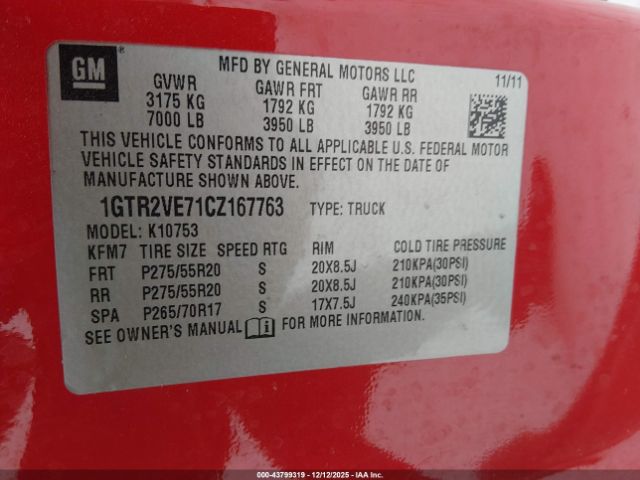 GM
MFD BY GENERAL MOTORS LLC 11/11
GVWR GAWR FRT GAWR RR
3175 KG 1792 KG 1792 KG
7000 LB 3950 LB 3950 LB
THIS VEHICLE CONFORMS TO ALL APPLICABLE U.S. FEDERAL MOTOR
VEHICLE SAFETY STANDARDS IN EFFECT ON THE DATE OF
MANUFACTURE SHOWN ABOVE.
1GTR2VE71CZ167763 TYPE: TRUCK
MODEL: K10753
KFM7 TIRE SIZE SPEED RTG RIM COLD TIRE PRESSURE
FRT P275/55R20 S 20X8.5J 210KPA(30PSI)
RR P275/55R20 S 20X8.5J 210KPA(30PSI)
SPA P265/70R17 S 17X7.5J 240KPA(35PSI)
SEE OWNER'S MANUAL i FOR MORE INFORMATION.
000-43799319 - 12/12/2025 - IAA Inc.